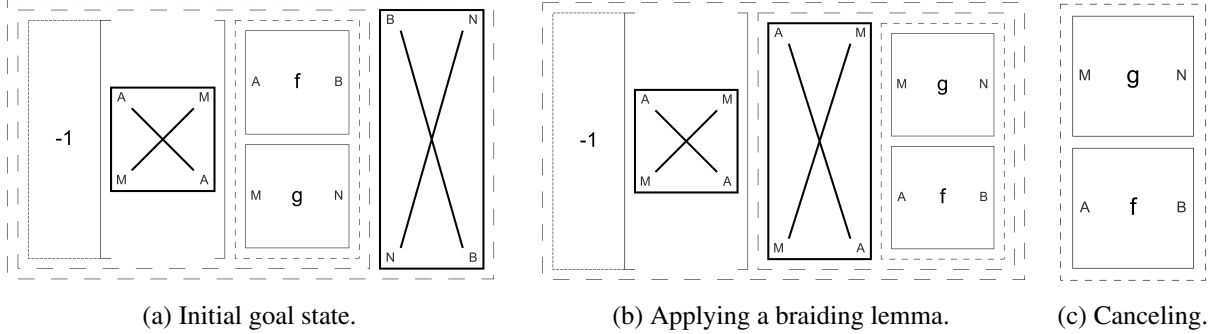 B N
A f B
A M
-1
M A
M g N
N B
(a) Initial goal state.
A M
M g N
A M
-1
M A
A f B
M A
(b) Applying a braiding lemma.
M g N
A f B
(c) Canceling.